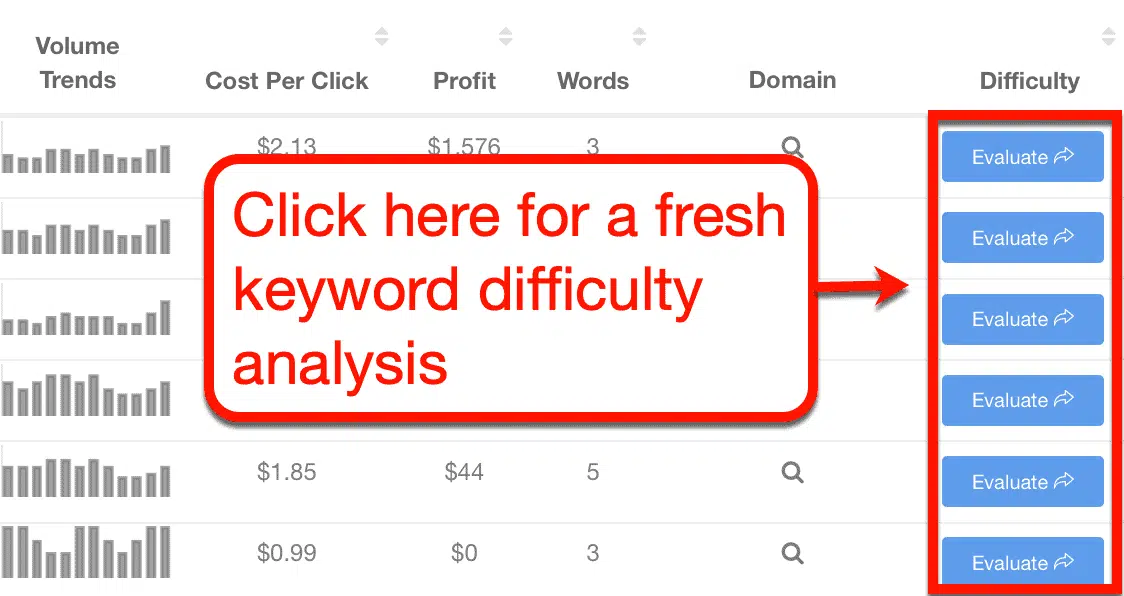 Volume
Trends
Cost Per Click
Profit
Words
Domain
Difficulty
$2.13 $1,576 3 Evaluate
Click here for a fresh
keyword difficulty
analysis
Evaluate
Evaluate
Evaluate
$1.85 $44 5 Evaluate
$0.99 $0 3 Evaluate